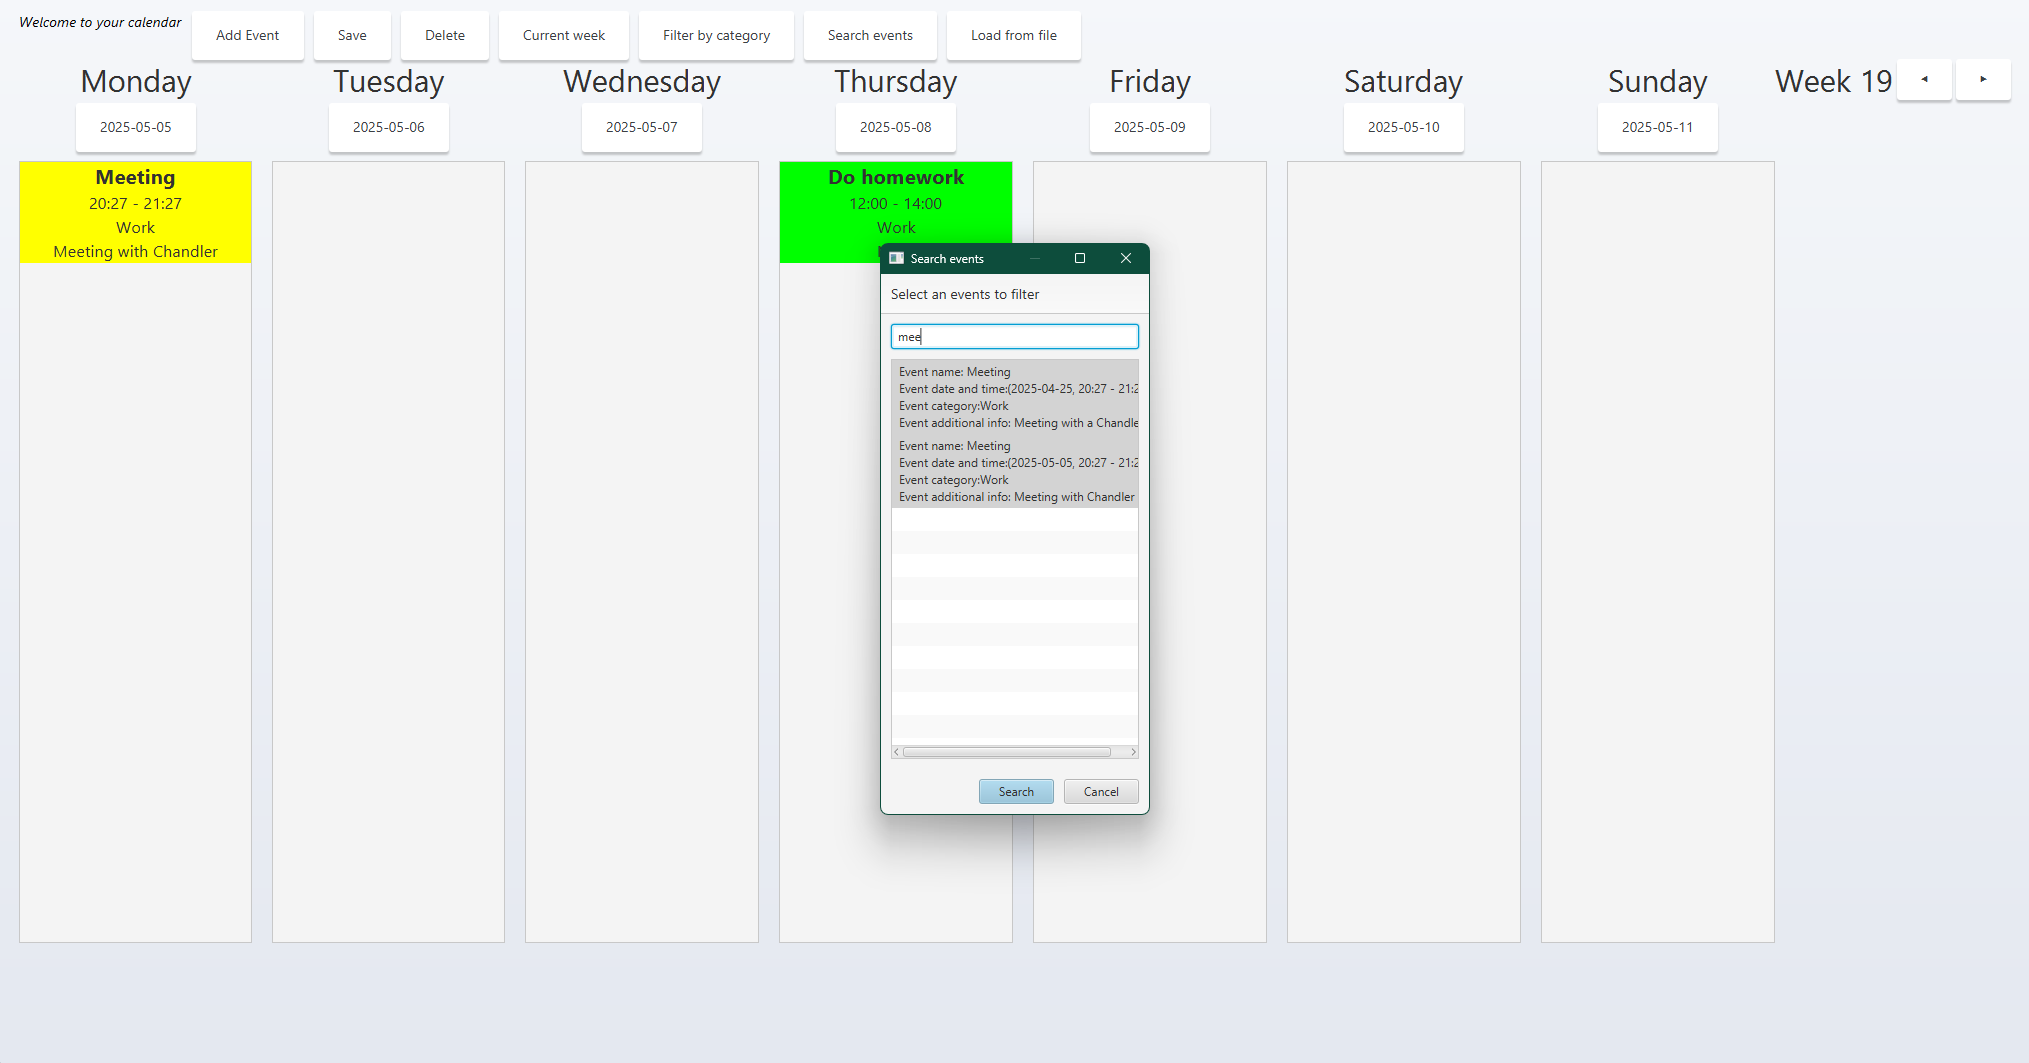 Welcome to your calendar
Add Event
Save
Delete
Current week
Filter by category
Search events
Load from file
Monday
Tuesday
Wednesday
Thursday
Friday
Saturday
Sunday
Week 19
2025-05-05
2025-05-06
2025-05-07
2025-05-08
2025-05-09
2025-05-10
2025-05-11
Meeting
20:27 - 21:27
Work
Meeting with Chandler
Do homework
12:00 - 14:00
Work
Search events
Select an events to filter
mee
Event name: Meeting
Event date and time:(2025-04-25, 20:27 - 21:2
Event category:Work
Event additional info: Meeting with a Chandle
Event name: Meeting
Event date and time:(2025-05-05, 20:27 - 21:2
Event category:Work
Event additional info: Meeting with Chandler
Search
Cancel